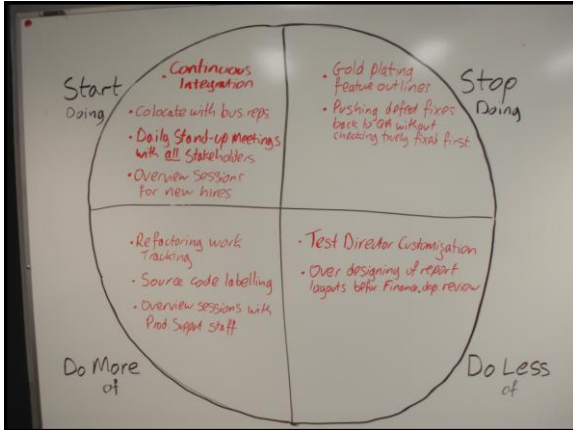 Start
Doing
• Continuous
Integration
• Colocate with bus. reps
• Daily Stand-up Meetings
with all Stakeholders
• Overview Sessions
for new hires
Stop
Doing
• Gold plating
feature outlines
• Pushing defect fixes
back to QA without
checking they fixed first
Do More
of
• Refactoring work
Tracking
• Source code labelling
• Overview sessions with
Prod. Support staff
Do Less
of
• Test Director Customization
• Over designing of report
layouts before Finance.dep. review